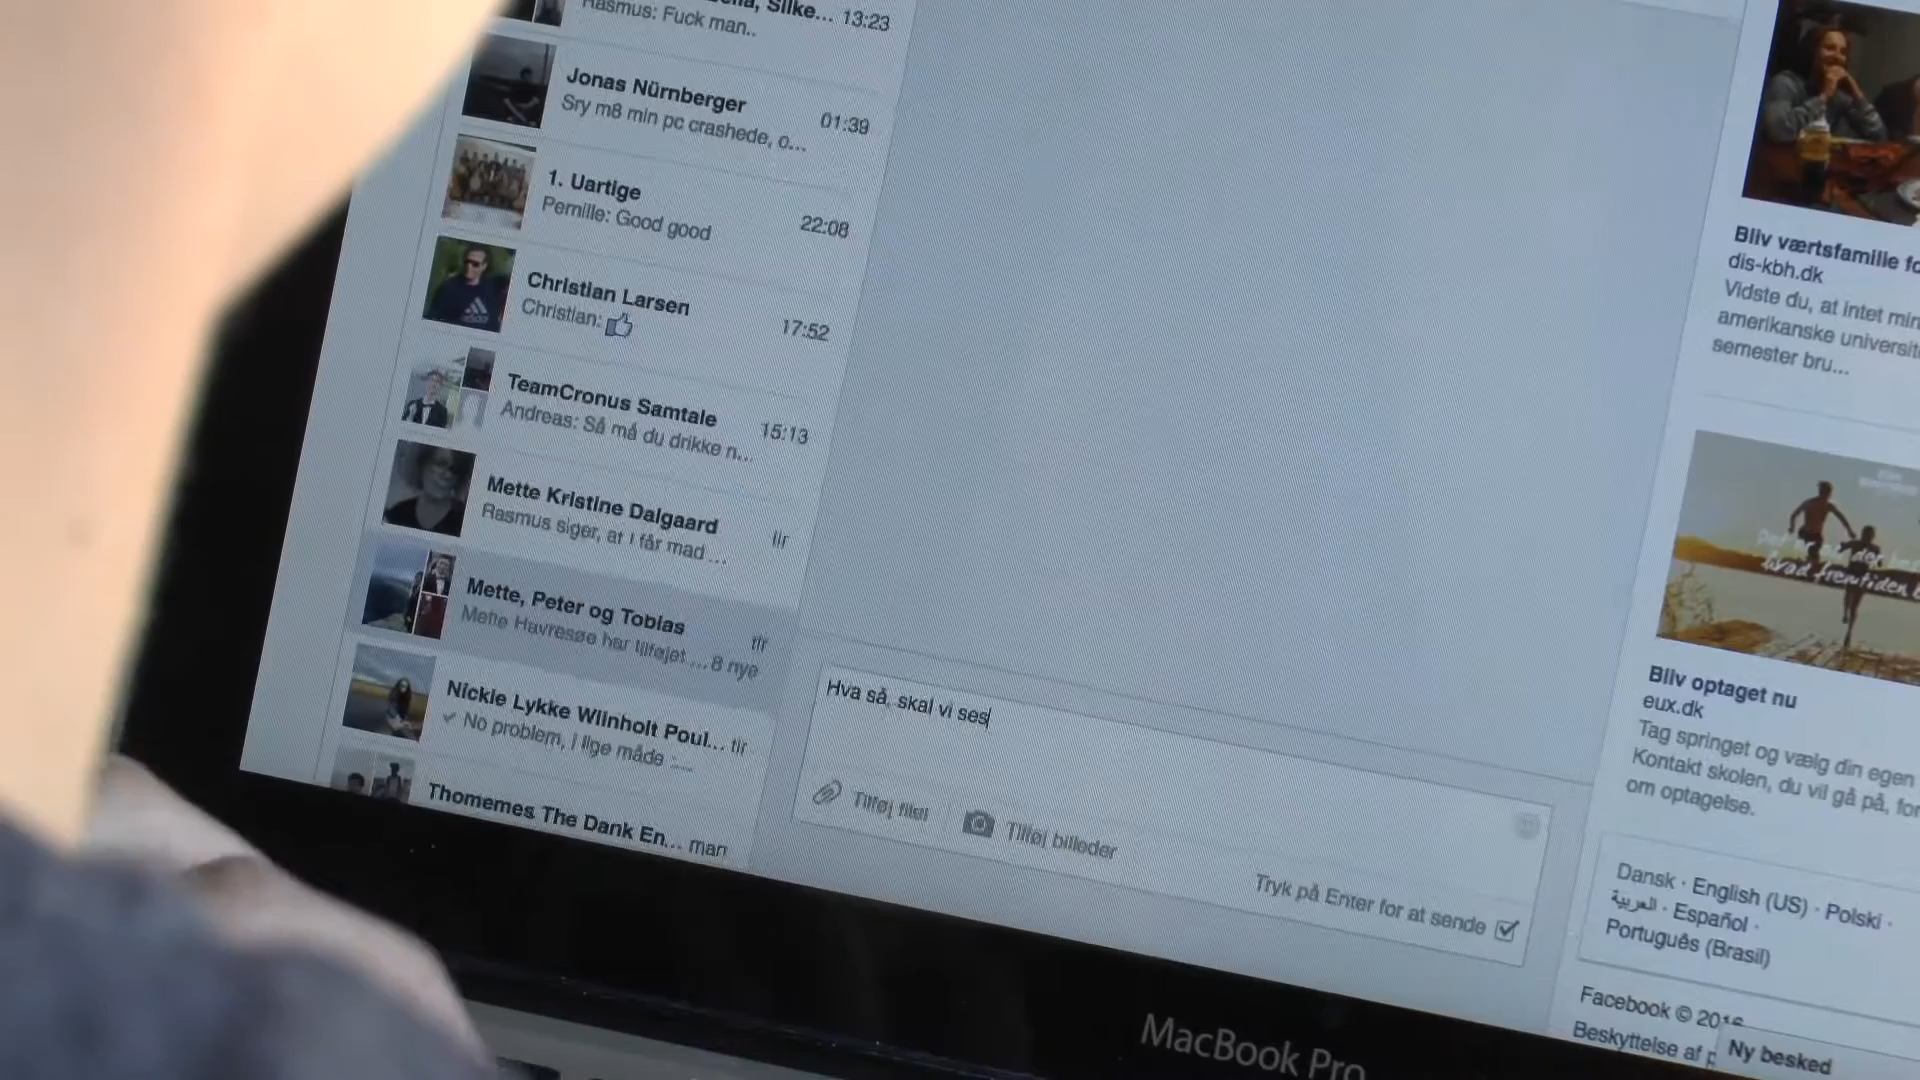 Silke... 13:23
Rasmus: Fuck man..
Jonas Nürnberger
Sry m8 min pc crashede, o... 01:39
1. Uartige
Pernille: Good good 22:08
Christian Larsen
Christian: 17:52
TeamCronus Samtale
Andreas: Så må du drikke n... 15:13
Mette Kristine Dalgaard
Rasmus siger, at I får mad ... tir
Mette, Peter og Tobias tir
Mette Havresøe har tilføjet ... 8 nye
Nickie Lykke Wiinholt Poul... tir
No problem, i lige måde :...
Thomemes The Dank En... man
Hva så, skal vi ses
Tilføj filer Tilføj billeder
Tryk på Enter for at sende
Bliv værtsfamilie fo
dis-kbh.dk
Vidste du, at intet min
amerikanske universite
semester bru...
hvad fremtiden
Bliv optaget nu
eux.dk
Tag springet og vælg din egen
Kontakt skolen, du vil gå på, for
om optagelse.
Dansk · English (US) · Polski ·
العربية · Español ·
Português (Brasil)
Facebook © 2016
Beskyttelse af p
Ny besked
MacBook Pro